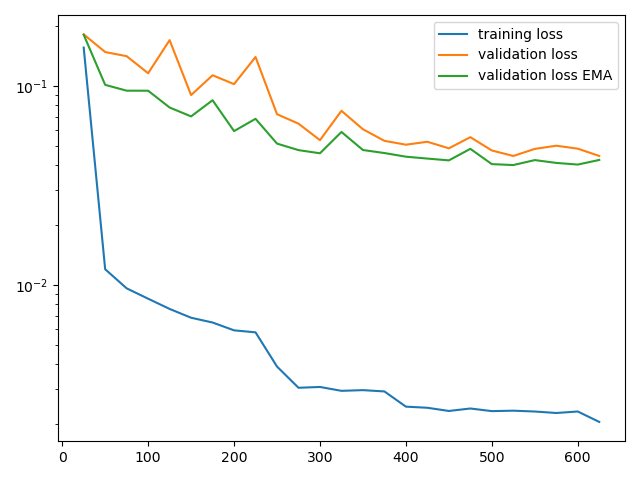 training loss
validation loss
validation loss EMA
10⁻¹
10⁻²
0 100 200 300 400 500 600